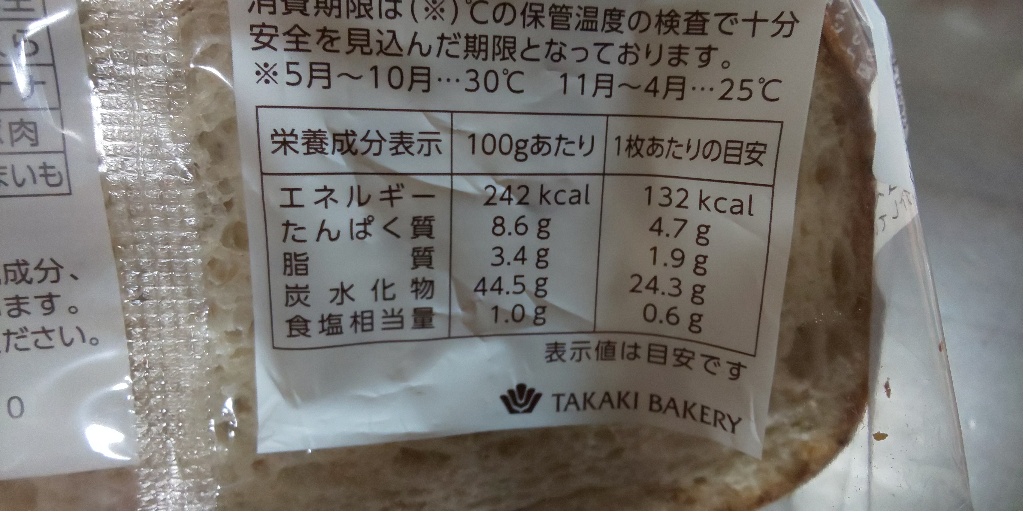 消費期限は(※)℃の保管温度の検査で十分
安全を見込んだ期限となっております。
※5月～10月…30℃ 11月～4月…25℃
栄養成分表示 100gあたり 1枚あたりの目安
エネルギー 242 kcal 132 kcal
たんぱく質 8.6 g 4.7 g
脂質 3.4 g 1.9 g
炭水化物 44.5 g 24.3 g
食塩相当量 1.0 g 0.6 g
表示値は目安です
TAKAKI BAKERY
ら
ナ
肉
いも
成分、
ます。
ださい。
0